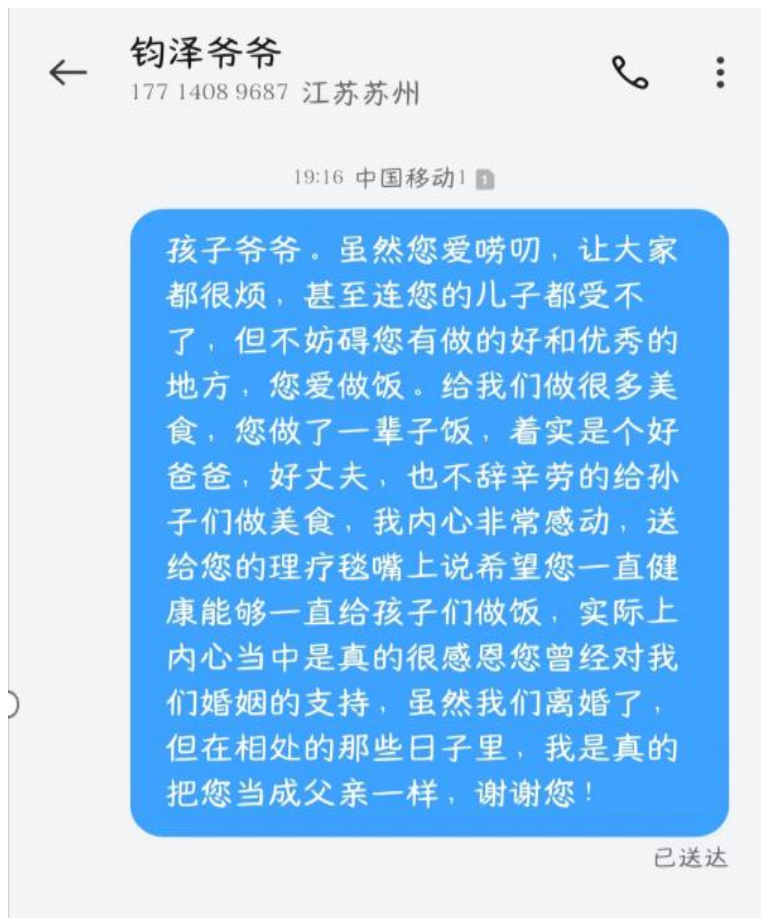 钧泽爷爷
177 1408 9687 江苏苏州
19:16 中国移动1 1
孩子爷爷。虽然您爱唠叨，让大家
都很烦，甚至连您的儿子都受不
了，但不妨碍您有做的好和优秀的
地方，您爱做饭。给我们做很多美
食，您做了一辈子饭，着实是个好
爸爸，好丈夫，也不辞辛劳的给孙
子们做美食，我内心非常感动，送
给您的理疗毯嘴上说希望您一直健
康能够一直给孩子们做饭，实际上
内心当中是真的很感恩您曾经对我
们婚姻的支持，虽然我们离婚了，
但在相处的那些日子里，我是真的
把您当成父亲一样，谢谢您！
已送达